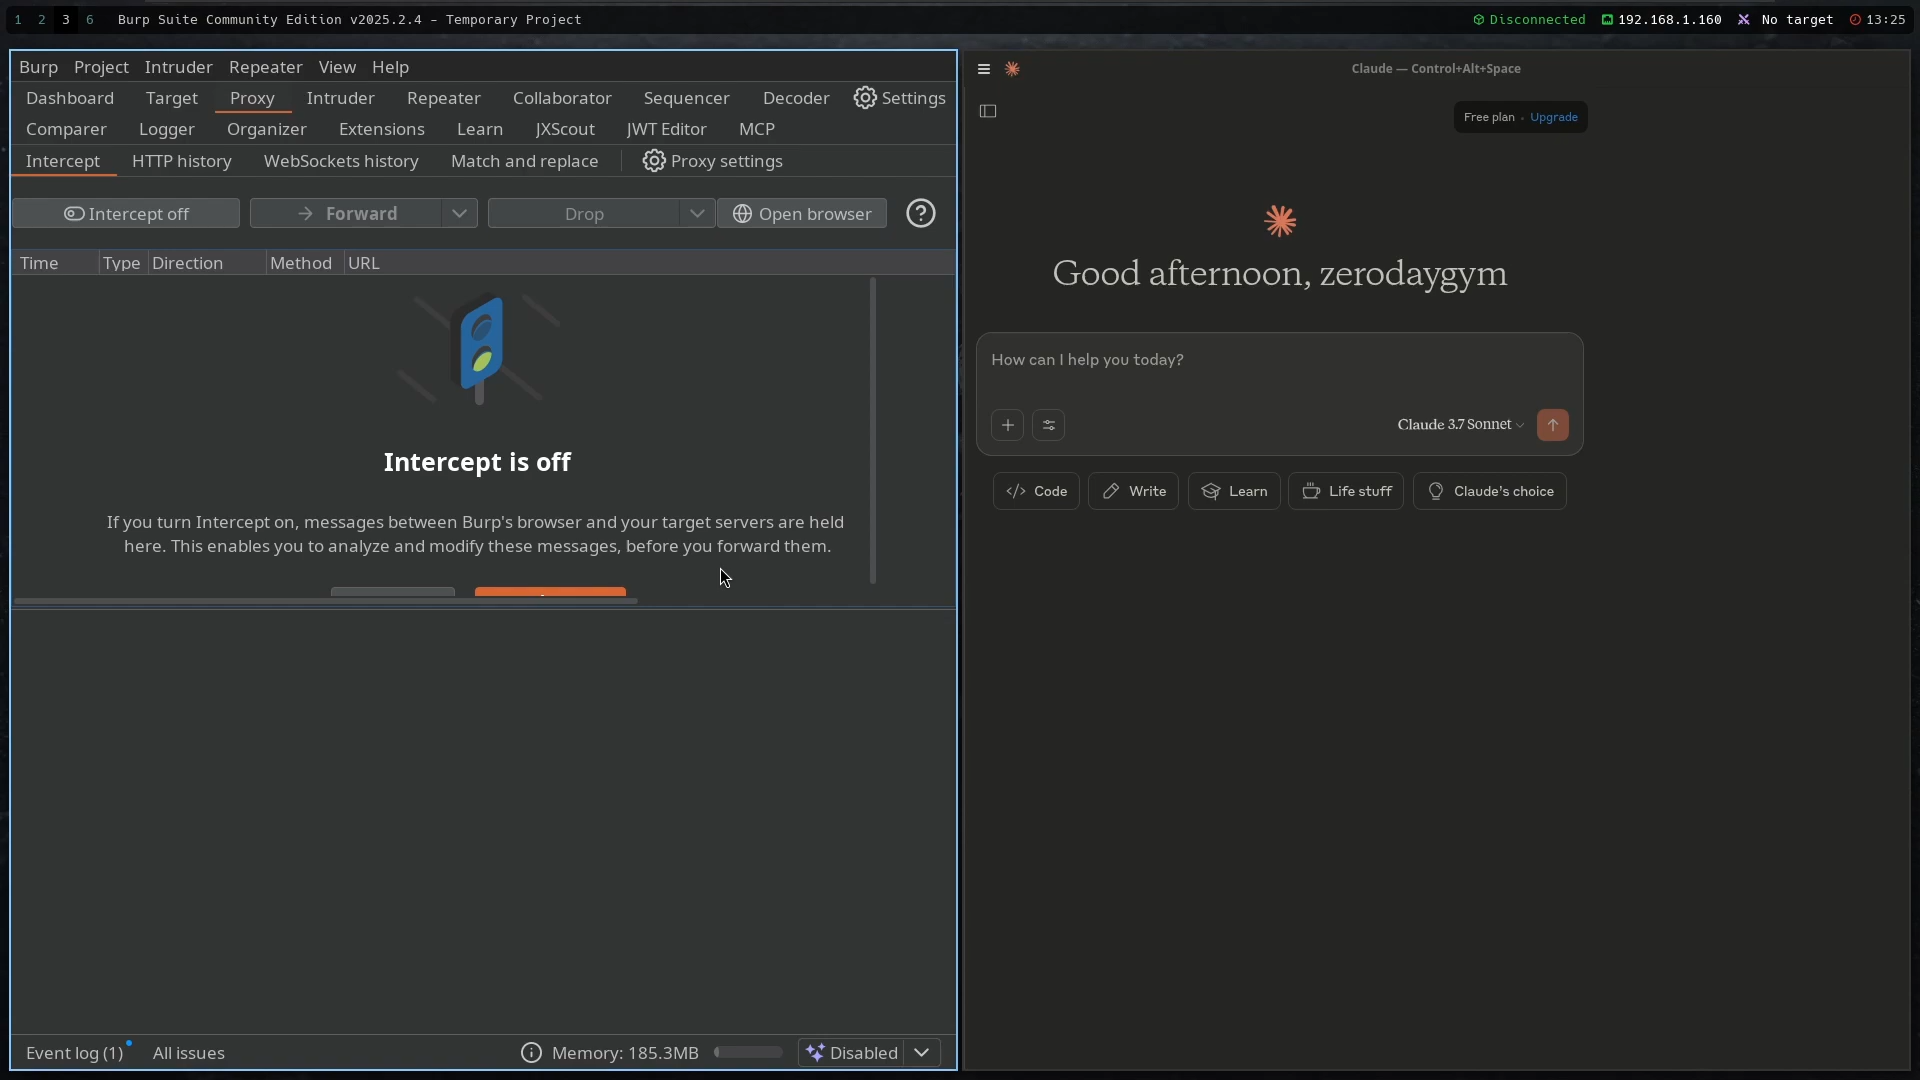 1 2 3 6 Burp Suite Community Edition v2025.2.4 - Temporary Project Disconnected 192.168.1.160 No target 13:25
Burp Project Intruder Repeater View Help
Dashboard Target Proxy Intruder Repeater Collaborator Sequencer Decoder Settings
Comparer Logger Organizer Extensions Learn JXScout JWT Editor MCP
Intercept HTTP history WebSockets history Match and replace Proxy settings
Intercept off Forward Drop Open browser
Time Type Direction Method URL
Intercept is off
If you turn Intercept on, messages between Burp's browser and your target servers are held
here. This enables you to analyze and modify these messages, before you forward them.
Event log (1) All issues Memory: 185.3MB Disabled
Claude — Control+Alt+Space
Free plan · Upgrade
Good afternoon, zerodaygym
How can I help you today?
Claude 3.7 Sonnet
Code Write Learn Life stuff Claude's choice